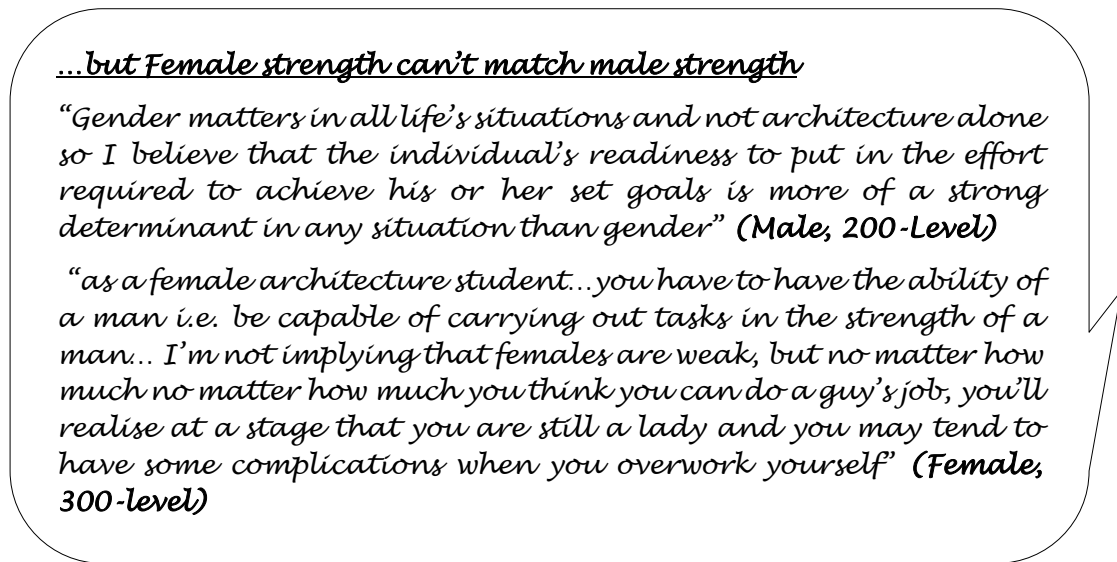 …but Female strength can't match male strength
“Gender matters in all life's situations and not architecture alone
so I believe that the individual's readiness to put in the effort
required to achieve his or her set goals is more of a strong
determinant in any situation than gender” (Male, 200-Level)
“as a female architecture student…you have to have the ability of
a man i.e. be capable of carrying out tasks in the strength of a
man… I'm not implying that females are weak, but no matter how
much no matter how much you think you can do a guy's job, you'll
realise at a stage that you are still a lady and you may tend to
have some complications when you overwork yourself” (Female,
300-level)